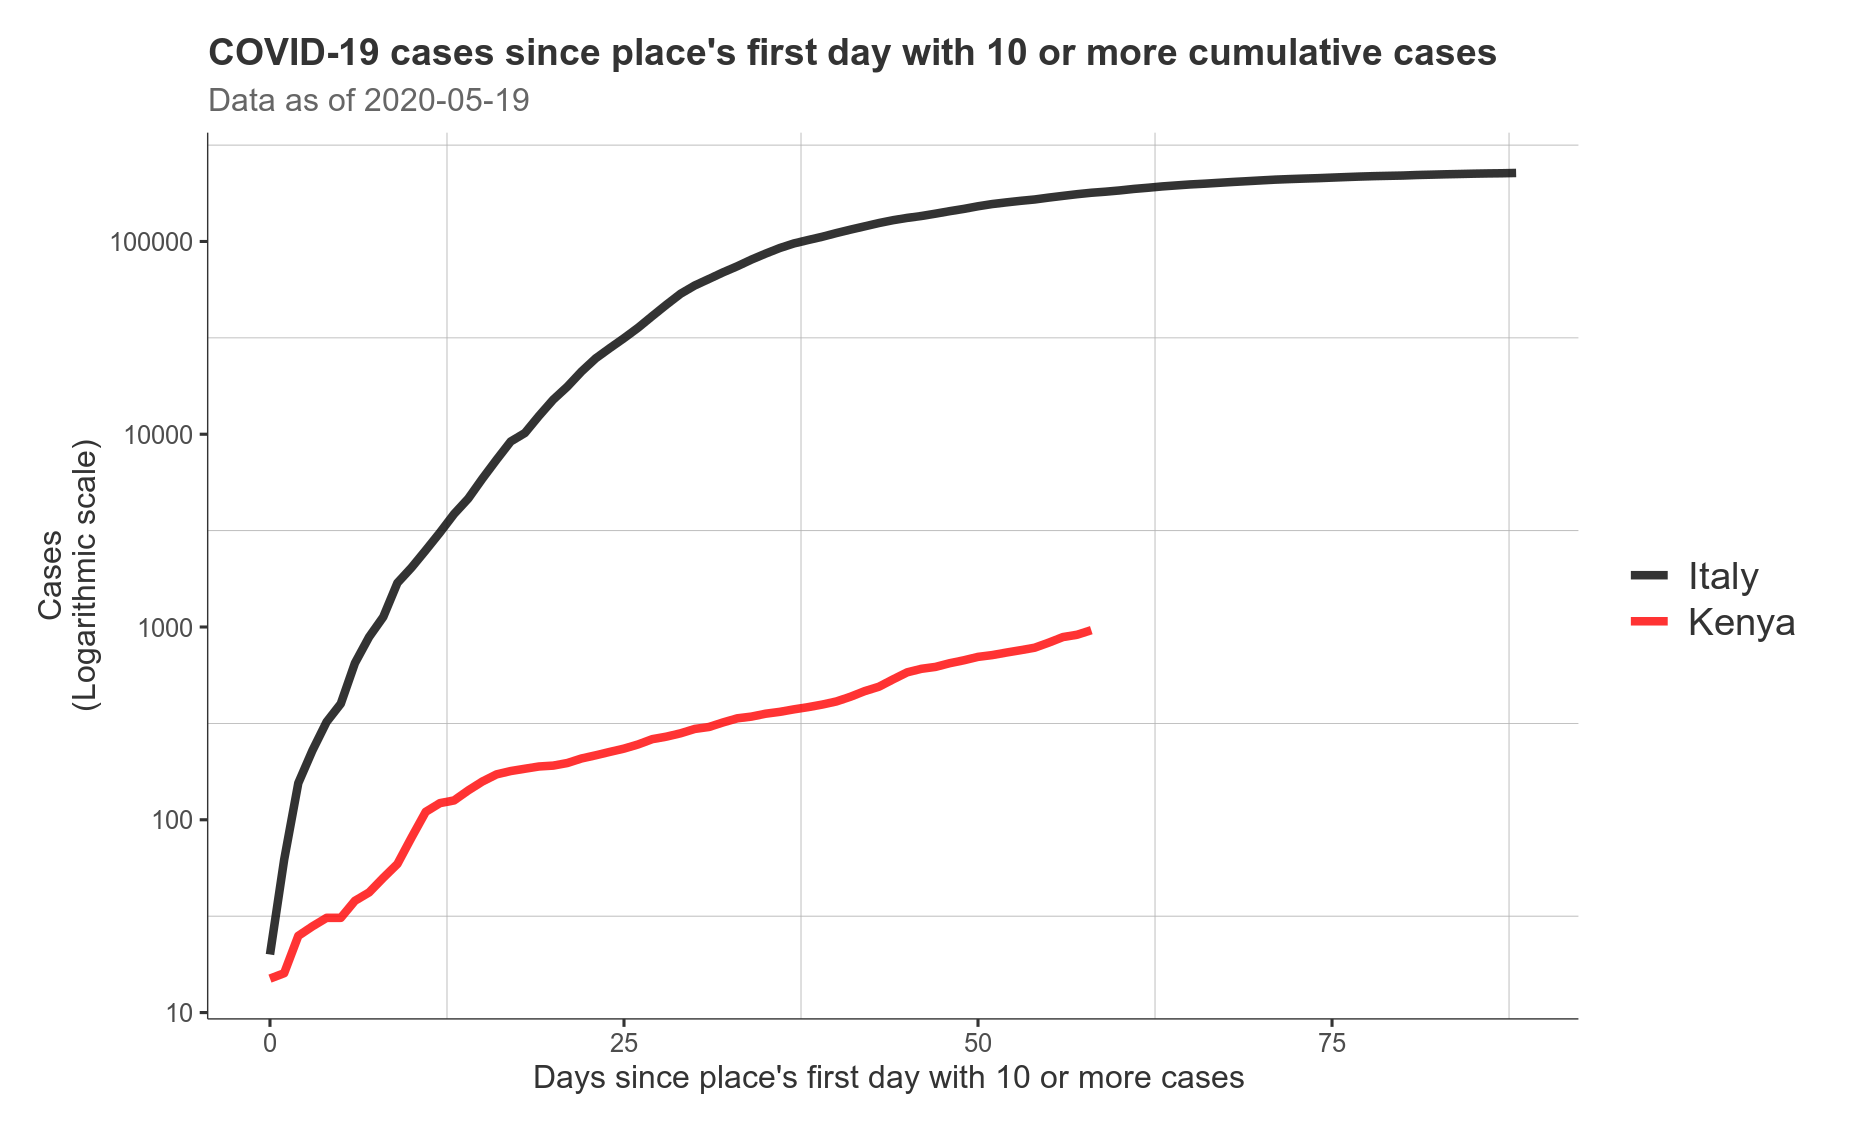 COVID-19 cases since place's first day with 10 or more cumulative cases
Data as of 2020-05-19
Cases
(Logarithmic scale)
100000
10000
1000
100
10
0
25
50
75
Days since place's first day with 10 or more cases
Italy
Kenya